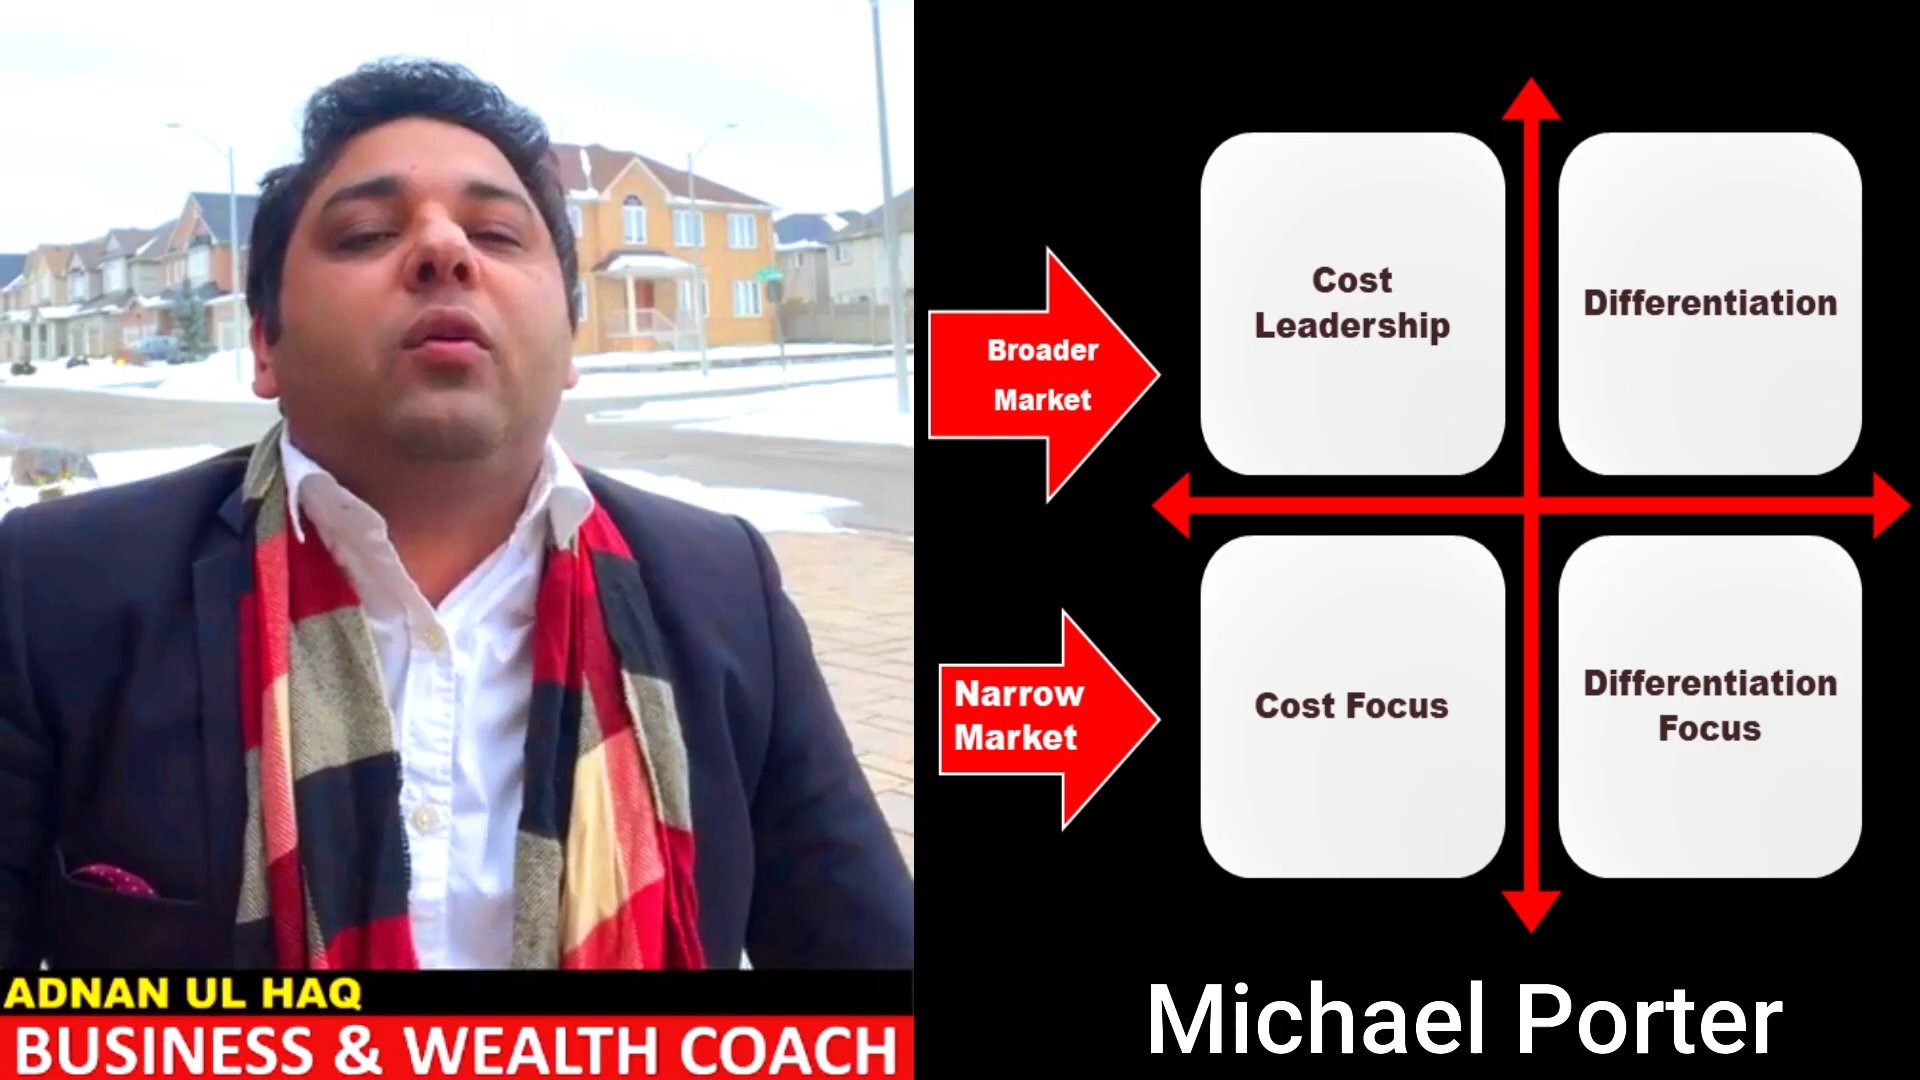 ADNAN UL HAQ
BUSINESS & WEALTH COACH
Broader
Market
Narrow
Market
Cost
Leadership
Differentiation
Cost Focus
Differentiation
Focus
Michael Porter